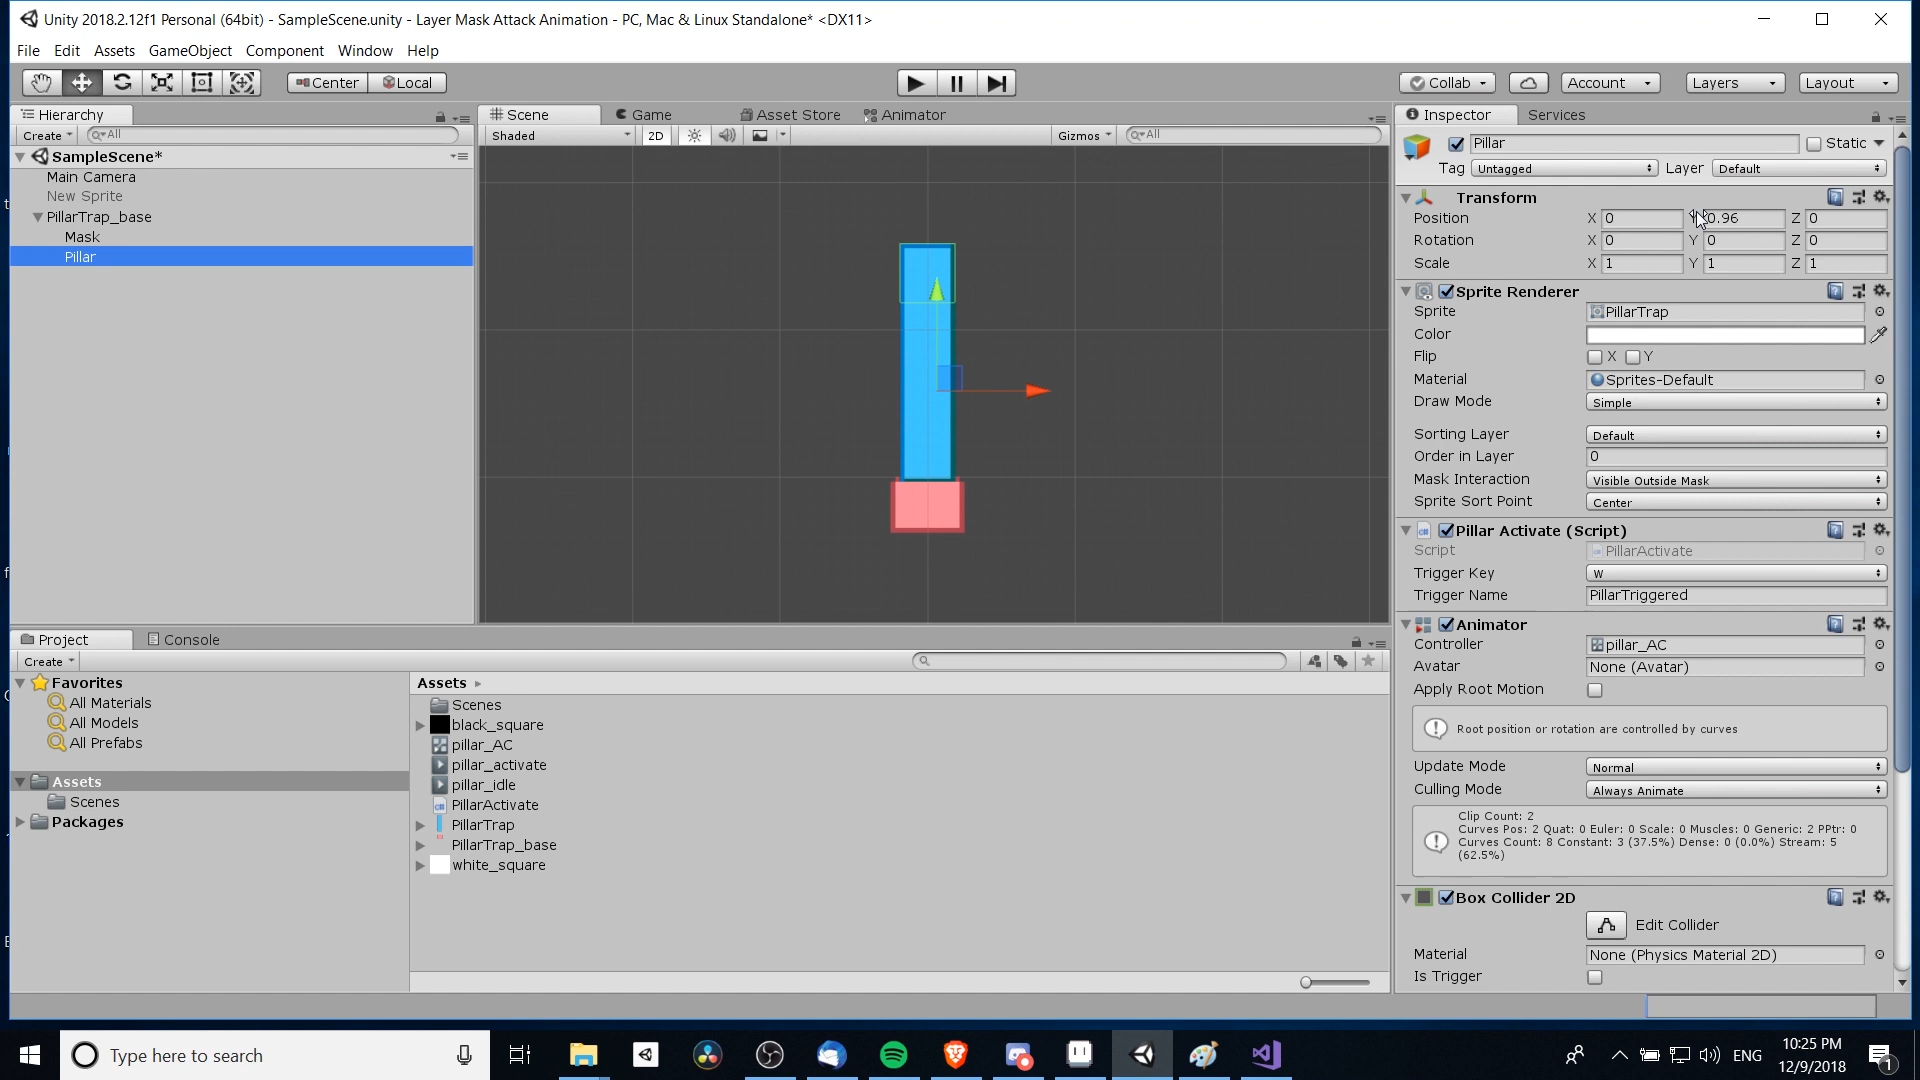 Unity 2018.2.12f1 Personal (64bit) - SampleScene.unity - Layer Mask Attack Animation - PC, Mac & Linux Standalone* <DX11>
File Edit Assets GameObject Component Window Help
Center Local Collab Account Layers Layout
Hierarchy
Create All
SampleScene*
Main Camera
New Sprite
PillarTrap_base
Mask
Pillar
Scene Game Asset Store Animator
Shaded 2D Gizmos All
Inspector Services
Pillar Static
Tag Untagged Layer Default
Transform
Position X 0 0.96 Z 0
Rotation X 0 Y 0 Z 0
Scale X 1 Y 1 Z 1
Sprite Renderer
Sprite PillarTrap
Color
Flip X Y
Material Sprites-Default
Draw Mode Simple
Sorting Layer Default
Order in Layer 0
Mask Interaction Visible Outside Mask
Sprite Sort Point Center
Pillar Activate (Script)
Script PillarActivate
Trigger Key W
Trigger Name PillarTriggered
Animator
Controller pillar_AC
Avatar None (Avatar)
Apply Root Motion
Root position or rotation are controlled by curves
Update Mode Normal
Culling Mode Always Animate
Clip Count: 2
Curves Pos: 2 Quat: 0 Euler: 0 Scale: 0 Muscles: 0 Generic: 2 PPtr: 0
Curves Count: 8 Constant: 3 (37.5%) Dense: 0 (0.0%) Stream: 5
(62.5%)
Box Collider 2D
Edit Collider
Material None (Physics Material 2D)
Is Trigger
Project Console
Create
Favorites
All Materials
All Models
All Prefabs
Assets
Scenes
Packages
Assets
Scenes
black_square
pillar_AC
pillar_activate
pillar_idle
PillarActivate
PillarTrap
PillarTrap_base
white_square
Type here to search
ENG
10:25 PM
12/9/2018
1